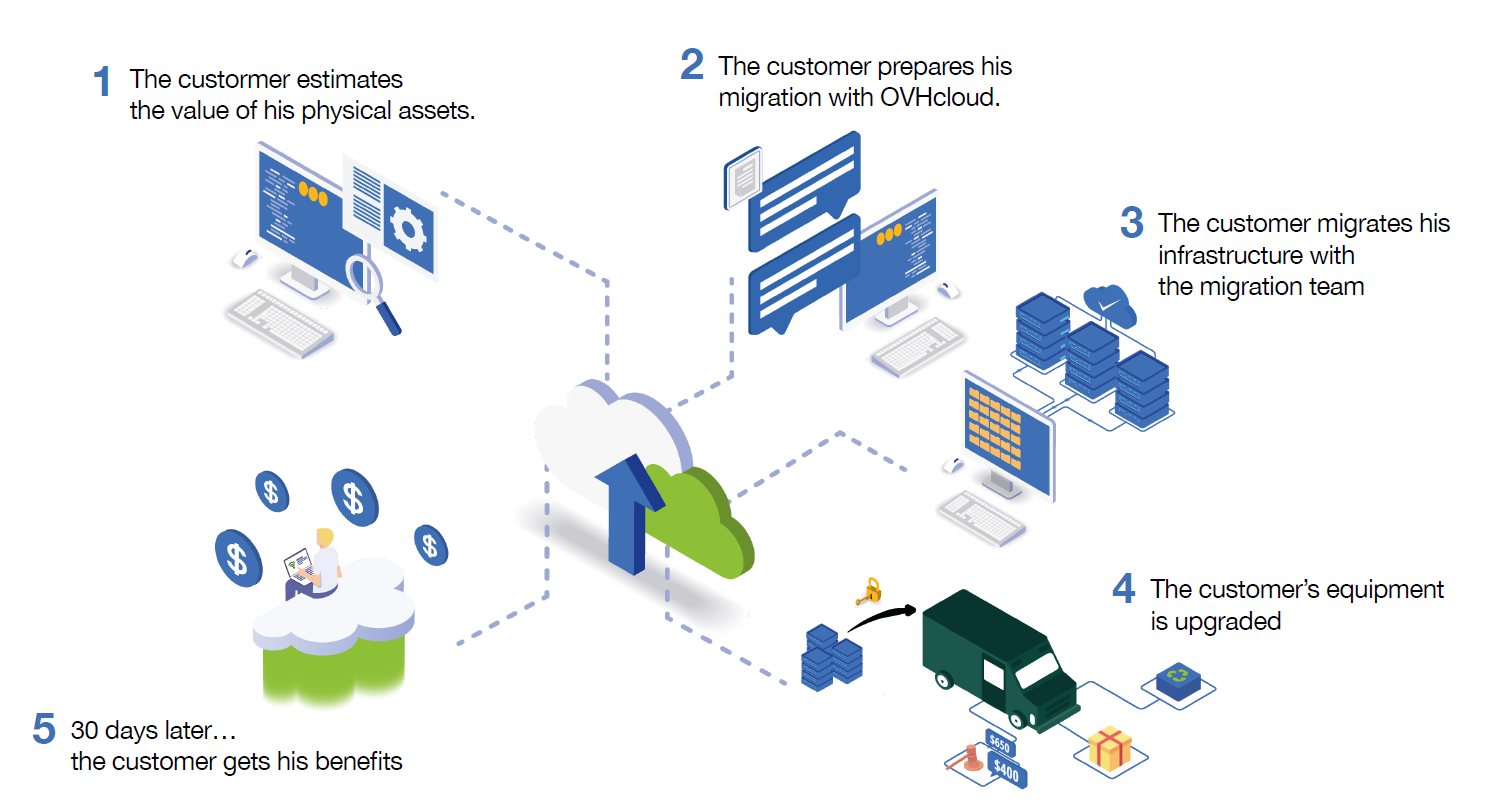 1 The custormer estimates
the value of his physical assets.
2 The customer prepares his
migration with OVHcloud.
3 The customer migrates his
infrastructure with
the migration team
4 The customer's equipment
is upgraded
$650
$400
5 30 days later…
the customer gets his benefits
$
$
$
$